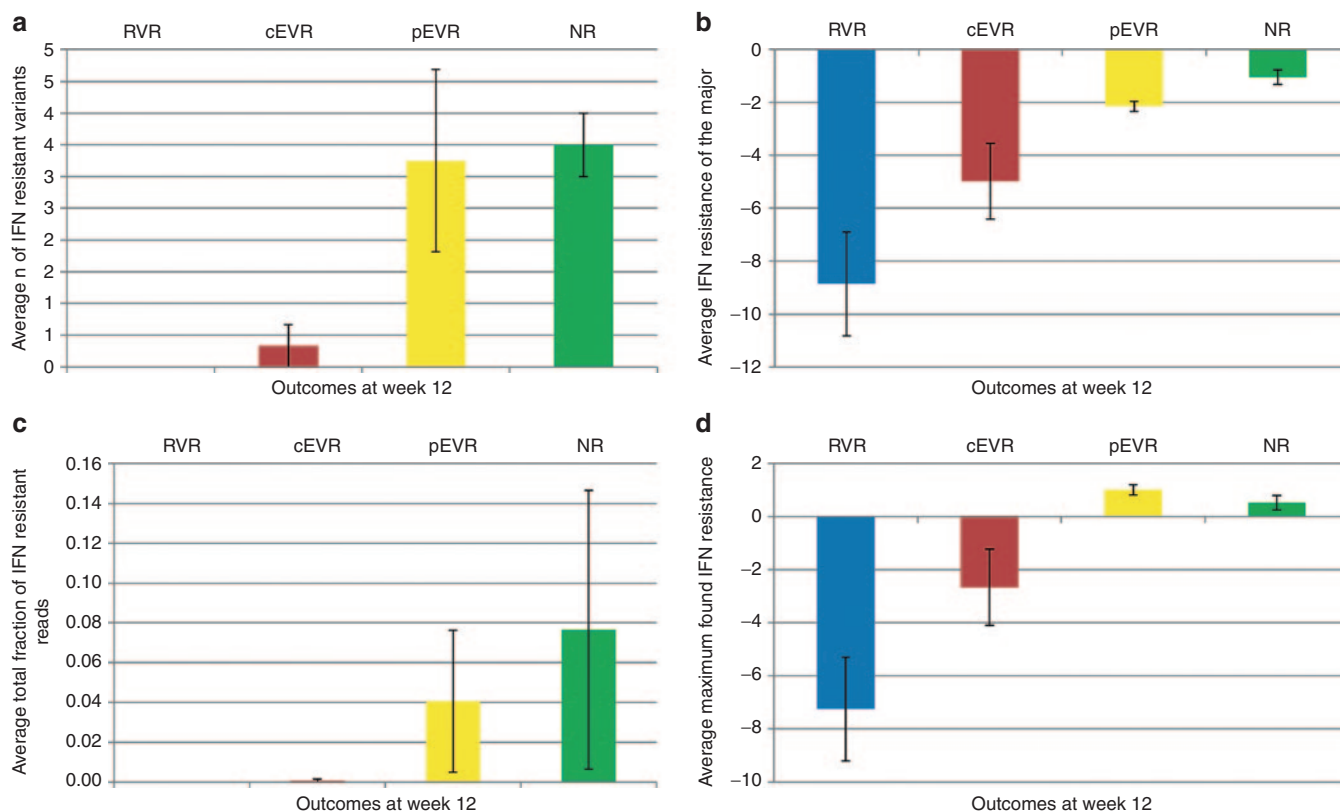 a
RVR cEVR pEVR NR
Average n of IFN resistant variants
5
5
4
4
3
3
2
2
1
1
0
Outcomes at week 12
b
RVR cEVR pEVR NR
Average IFN resistance of the major
0
−2
−4
−6
−8
−10
−12
Outcomes at week 12
c
RVR cEVR pEVR NR
Average total fraction of IFN resistant
reads
0.16
0.14
0.12
0.10
0.08
0.06
0.04
0.02
0.00
Outcomes at week 12
d
RVR cEVR pEVR NR
Average maximum found IFN resistance
2
0
−2
−4
−6
−8
−10
Outcomes at week 12